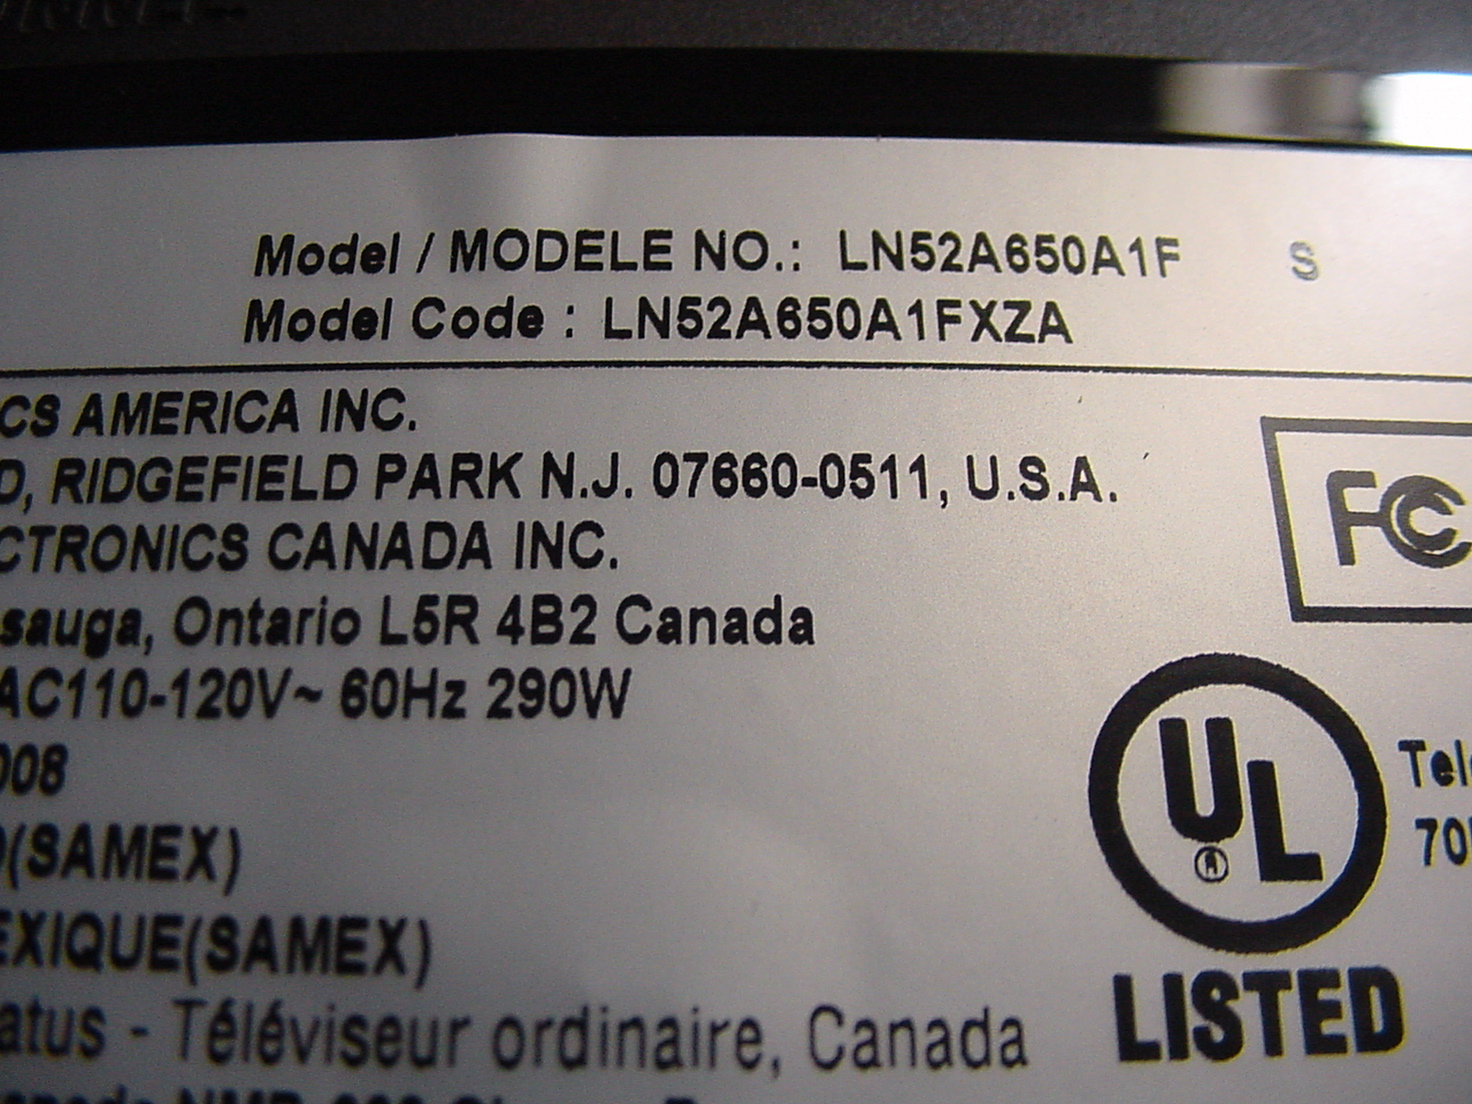 Model / MODELE NO.: LN52A650A1F S
Model Code : LN52A650A1FXZA
CS AMERICA INC.
D, RIDGEFIELD PARK N.J. 07660-0511, U.S.A.
CTRONICS CANADA INC.
sauga, Ontario L5R 4B2 Canada
AC110-120V~ 60Hz 290W
008
(SAMEX)
EXIQUE(SAMEX)
atus - Téléviseur ordinaire, Canada
FC
UL
LISTED
Tele
70